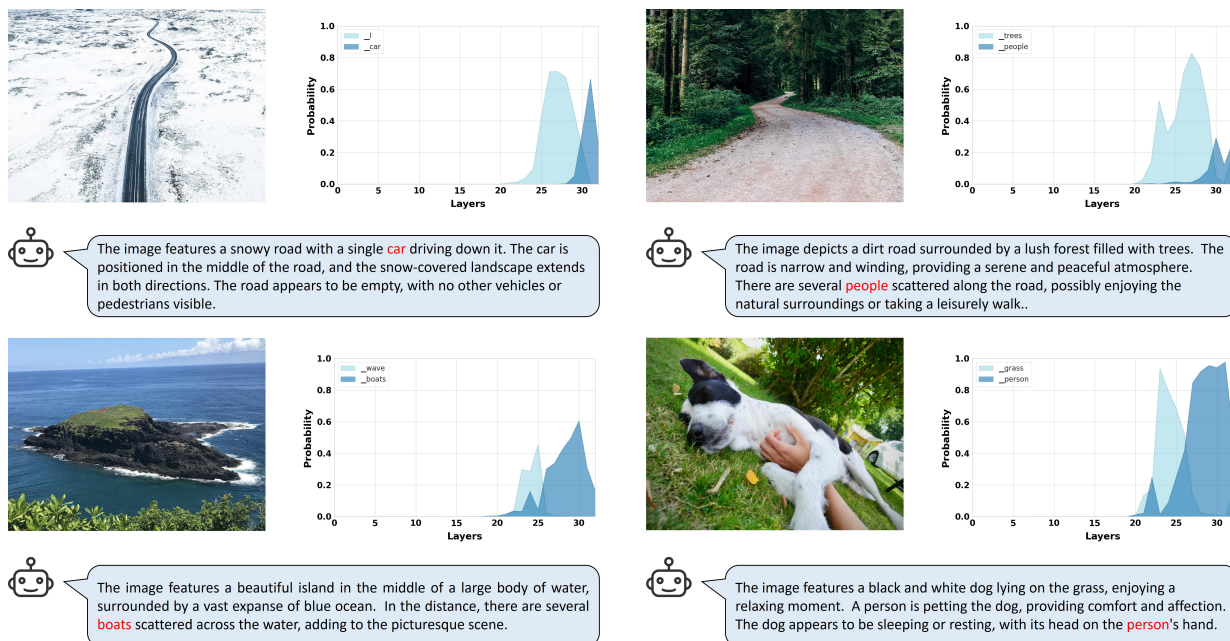 1.0
0.8
0.6
0.4
0.2
0.0
Probability
_l
_car
0 5 10 15 20 25 30
Layers
The image features a snowy road with a single car driving down it. The car is
positioned in the middle of the road, and the snow-covered landscape extends
in both directions. The road appears to be empty, with no other vehicles or
pedestrians visible.
1.0
0.8
0.6
0.4
0.2
0.0
Probability
_trees
_people
0 5 10 15 20 25 30
Layers
The image depicts a dirt road surrounded by a lush forest filled with trees. The
road is narrow and winding, providing a serene and peaceful atmosphere.
There are several people scattered along the road, possibly enjoying the
natural surroundings or taking a leisurely walk..
1.0
0.8
0.6
0.4
0.2
0.0
Probability
_wave
_boats
0 5 10 15 20 25 30
Layers
The image features a beautiful island in the middle of a large body of water,
surrounded by a vast expanse of blue ocean. In the distance, there are several
boats scattered across the water, adding to the picturesque scene.
1.0
0.8
0.6
0.4
0.2
0.0
Probability
_grass
_person
0 5 10 15 20 25 30
Layers
The image features a black and white dog lying on the grass, enjoying a
relaxing moment. A person is petting the dog, providing comfort and affection.
The dog appears to be sleeping or resting, with its head on the person's hand.